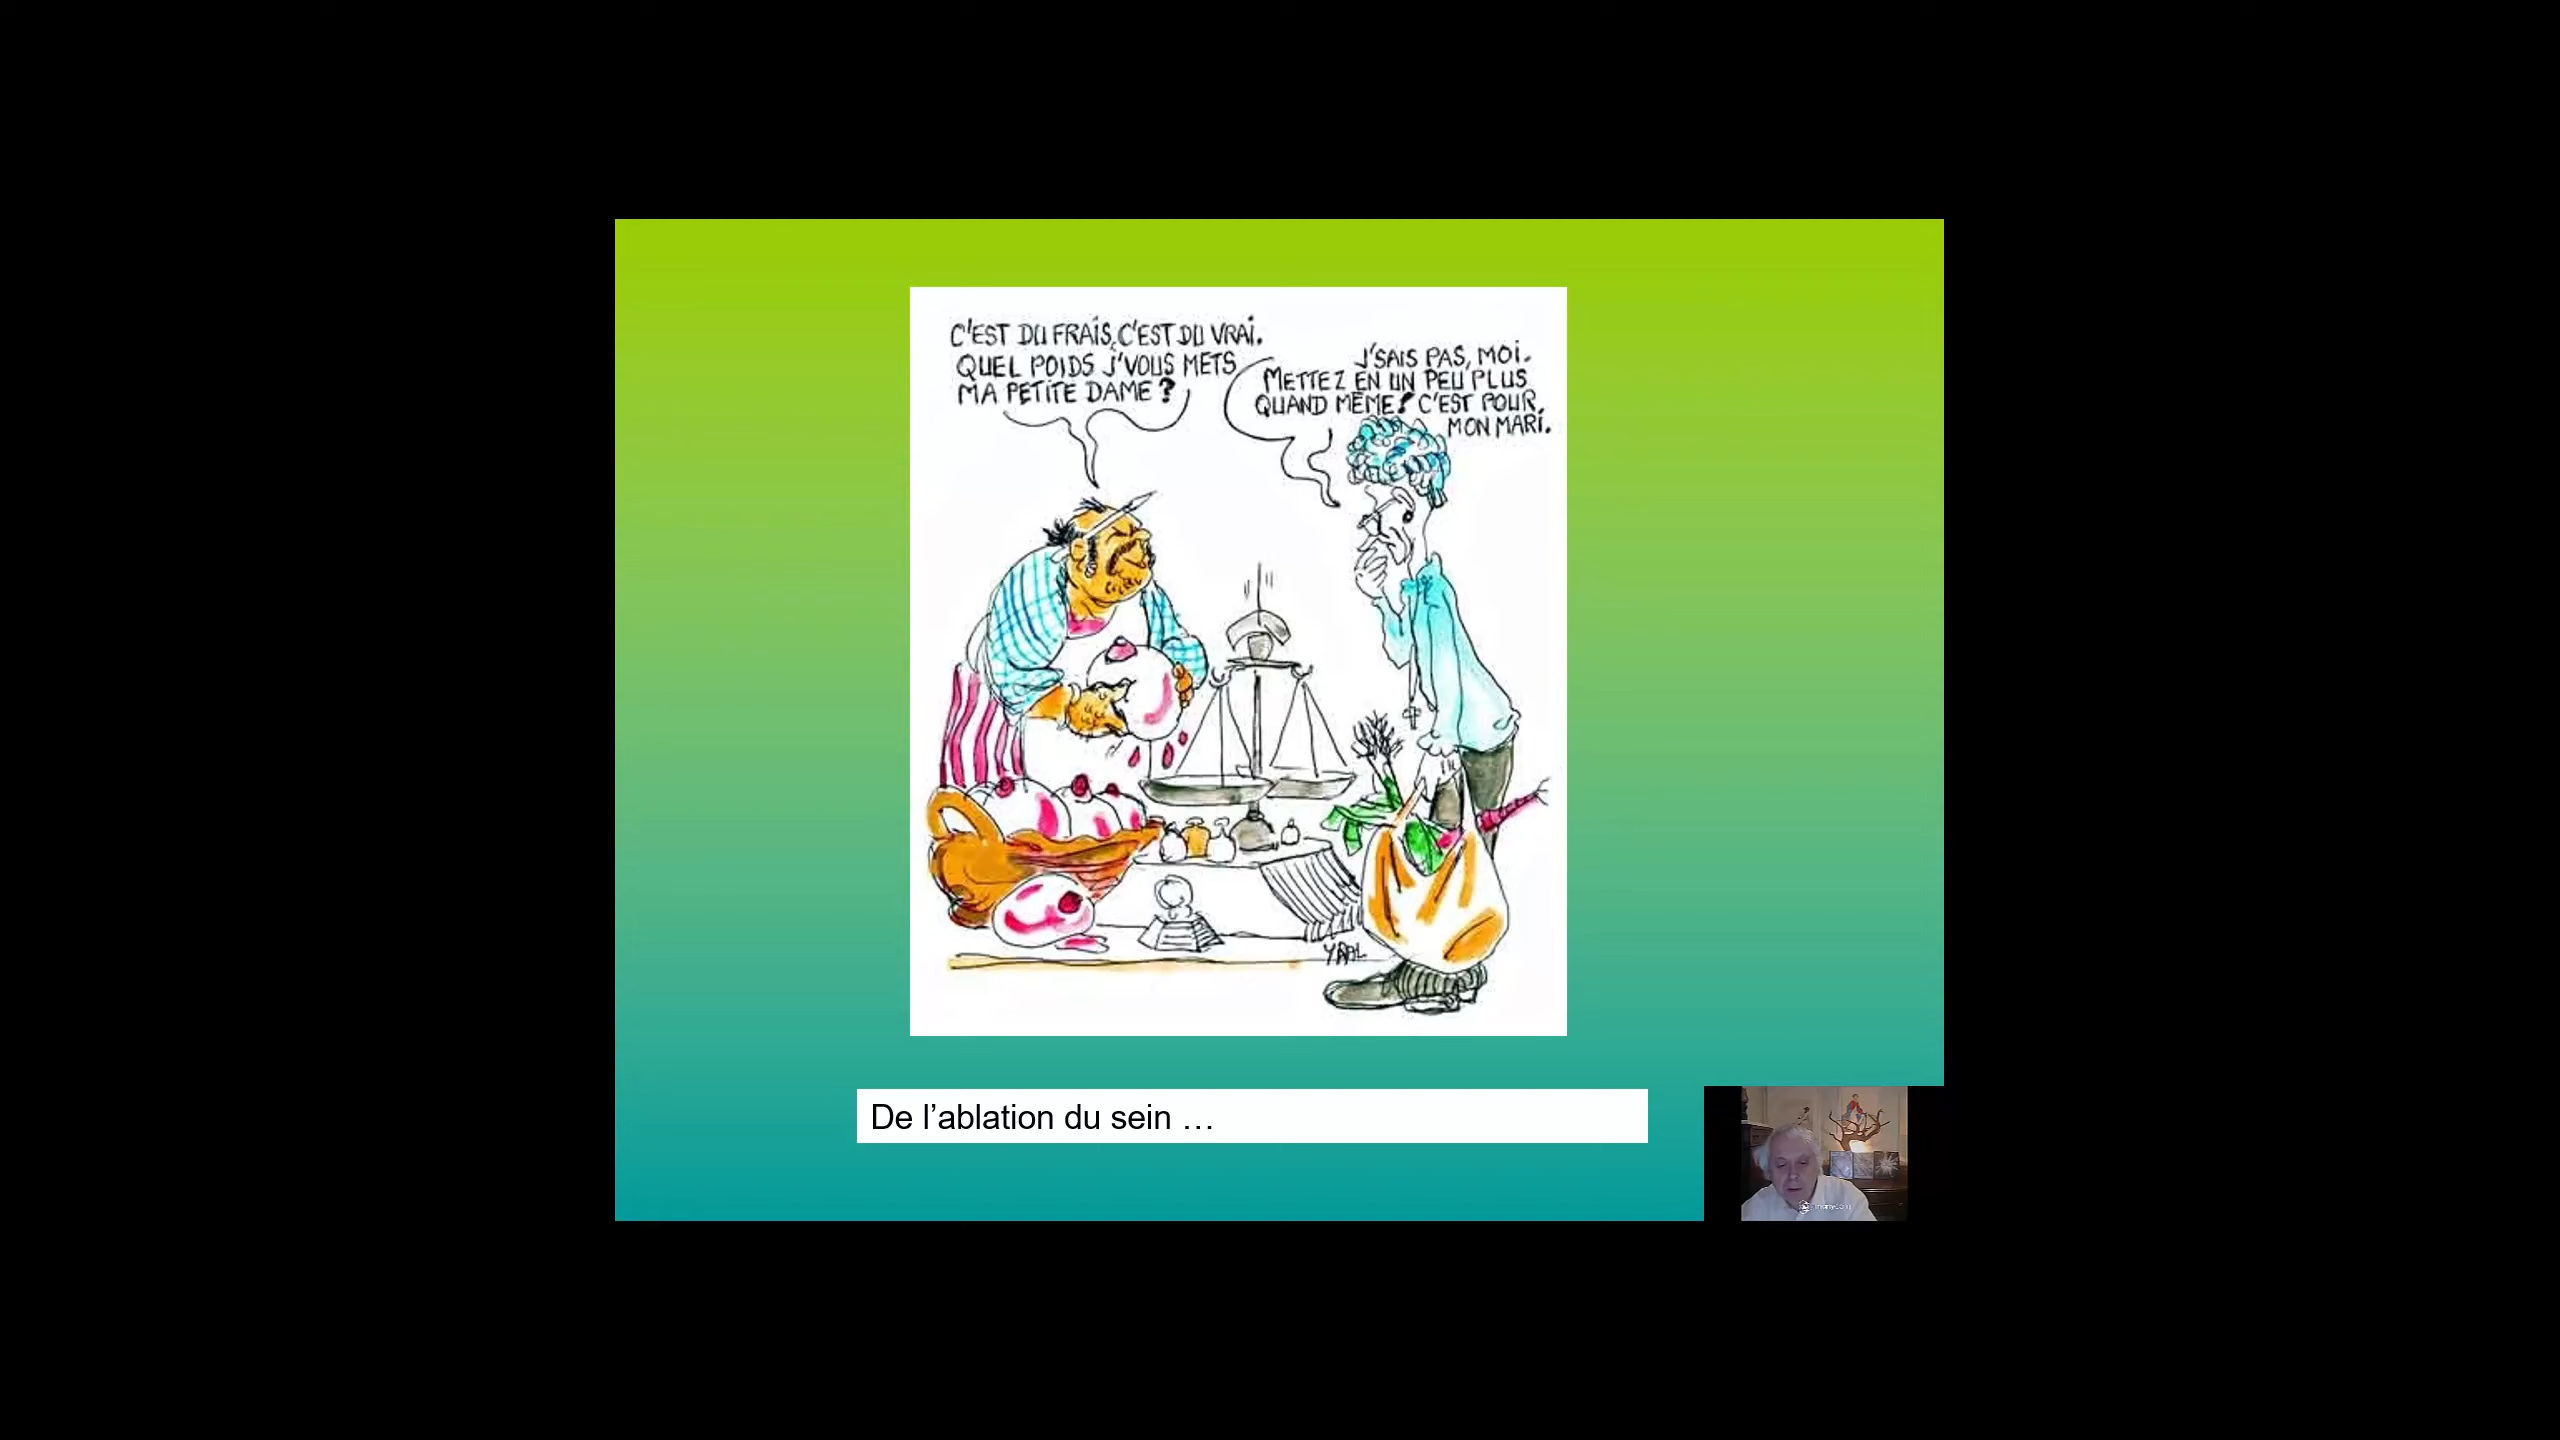 C'EST DU FRAIS, C'EST DU VRAI.
QUEL POIDS J'VOUS METS
MA PETITE DAME ?
J'SAIS PAS, MOI.
METTEZ EN UN PEU PLUS
QUAND MÊME ! C'EST POUR
MON MARI.
De l’ablation du sein …